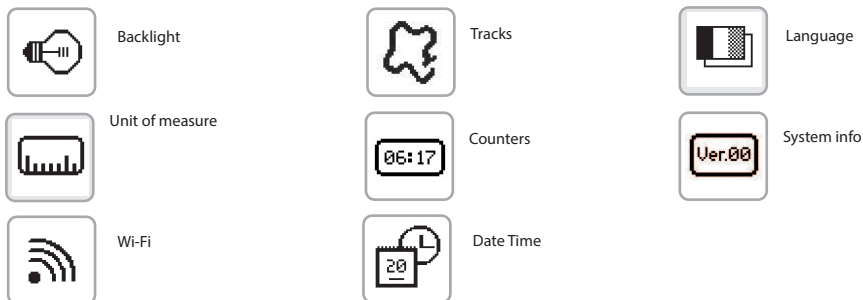 Backlight
Tracks
Language
Unit of measure
06:17
Counters
Ver.00
System info
Wi-Fi
20
Date Time